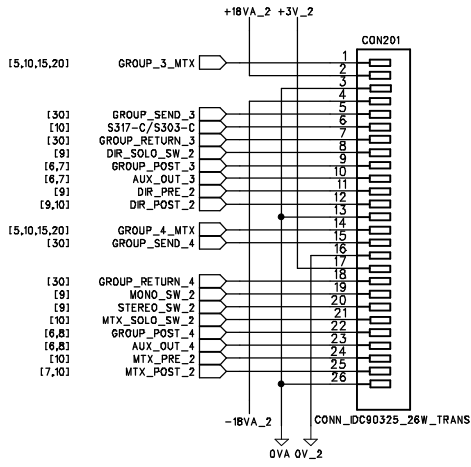 +18VA_2 +3V_2
CON201
[5,10,15,20] GROUP_3_MTX 1
2
3
4
[30] GROUP_SEND_3 5
[10] S317-C/S303-C 6
[30] GROUP_RETURN_3 7
[9] DIR_SOLO_SW_2 8
[6,7] GROUP_POST_3 9
[6,7] AUX_OUT_3 10
[9] DIR_PRE_2 11
[9,10] DIR_POST_2 12
13
[5,10,15,20] GROUP_4_MTX 14
[30] GROUP_SEND_4 15
16
17
[30] GROUP_RETURN_4 18
[9] MONO_SW_2 19
[9] STEREO_SW_2 20
[10] MTX_SOLO_SW_2 21
[6,8] GROUP_POST_4 22
[6,8] AUX_OUT_4 23
[10] MTX_PRE_2 24
[7,10] MTX_POST_2 25
26
-18VA_2 CONN_IDC90325_26W_TRANS
0VA 0V_2